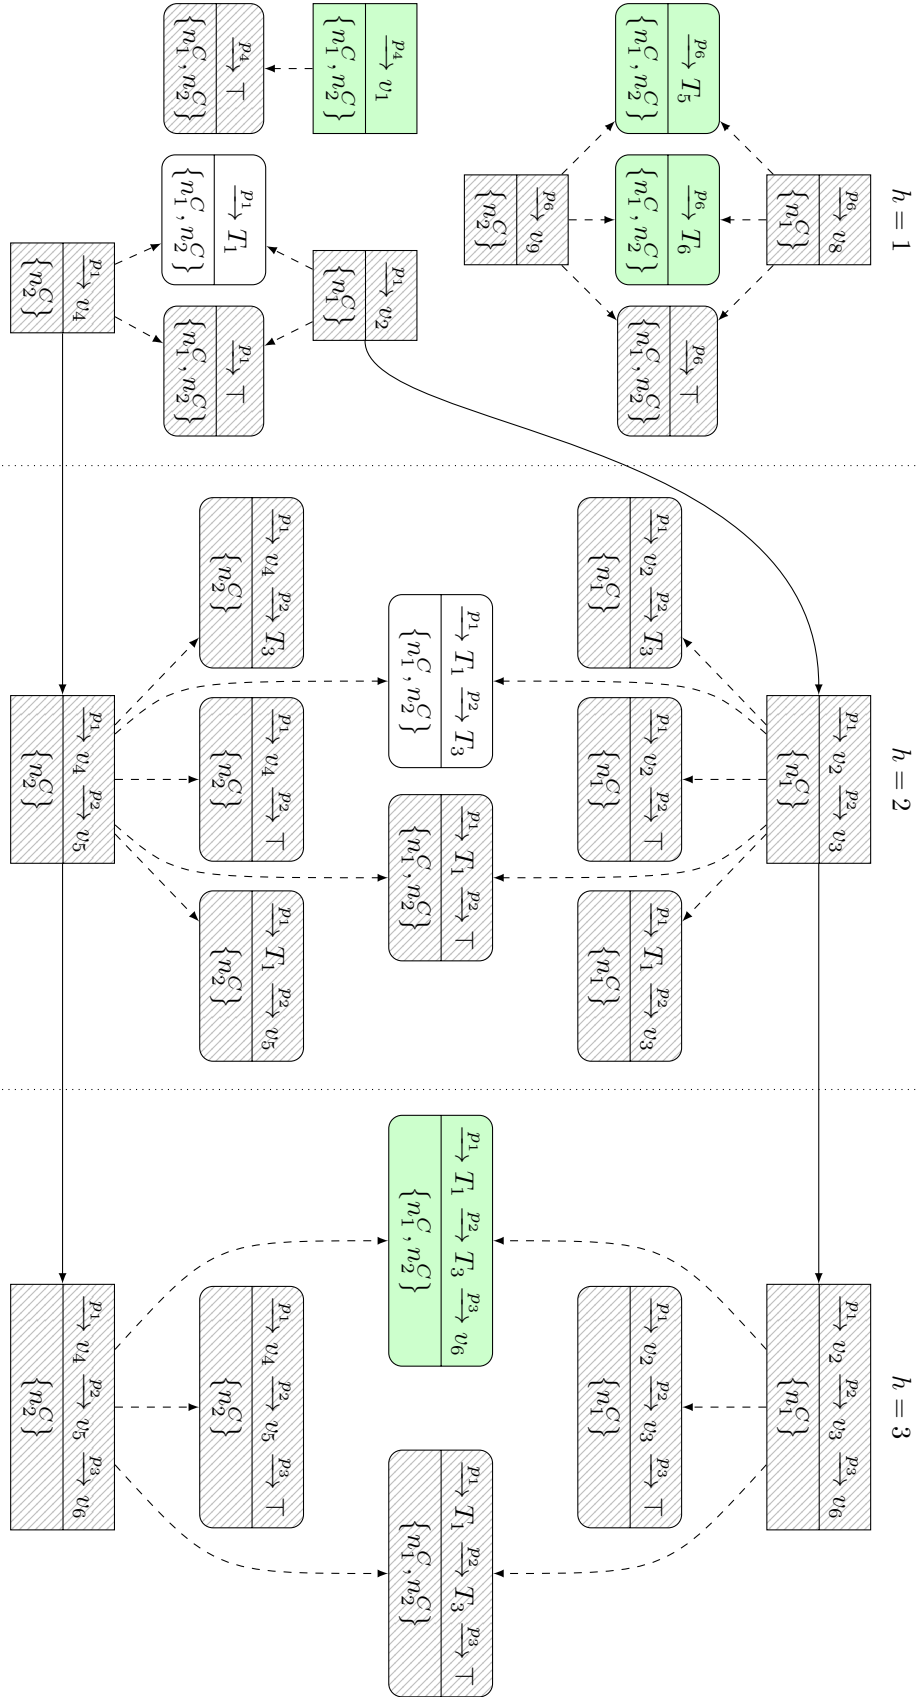 h = 1
p₆→ v₈
{n₁ᶜ}
p₆→ T₅
{n₁ᶜ, n₂ᶜ}
p₆→ T₆
{n₁ᶜ, n₂ᶜ}
p₆→ ⊤
{n₁ᶜ, n₂ᶜ}
p₆→ v₉
{n₂ᶜ}
p₄→ v₁
{n₁ᶜ, n₂ᶜ}
p₁→ v₂
{n₁ᶜ}
p₄→ ⊤
{n₁ᶜ, n₂ᶜ}
p₁→ T₁
{n₁ᶜ, n₂ᶜ}
p₁→ ⊤
{n₁ᶜ, n₂ᶜ}
p₁→ v₄
{n₂ᶜ}
h = 2
p₁→ v₂ p₂→ v₃
{n₁ᶜ}
p₁→ v₂ p₂→ T₃
{n₁ᶜ}
p₁→ v₂ p₂→ ⊤
{n₁ᶜ}
p₁→ T₁ p₂→ v₃
{n₁ᶜ}
p₁→ T₁ p₂→ T₃
{n₁ᶜ, n₂ᶜ}
p₁→ T₁ p₂→ ⊤
{n₁ᶜ, n₂ᶜ}
p₁→ v₄ p₂→ T₃
{n₂ᶜ}
p₁→ v₄ p₂→ ⊤
{n₂ᶜ}
p₁→ T₁ p₂→ v₅
{n₂ᶜ}
p₁→ v₄ p₂→ v₅
{n₂ᶜ}
h = 3
p₁→ v₂ p₂→ v₃ p₃→ v₆
{n₁ᶜ}
p₁→ v₂ p₂→ v₃ p₃→ ⊤
{n₁ᶜ}
p₁→ T₁ p₂→ T₃ p₃→ v₆
{n₁ᶜ, n₂ᶜ}
p₁→ T₁ p₂→ T₃ p₃→ ⊤
{n₁ᶜ, n₂ᶜ}
p₁→ v₄ p₂→ v₅ p₃→ ⊤
{n₂ᶜ}
p₁→ v₄ p₂→ v₅ p₃→ v₆
{n₂ᶜ}